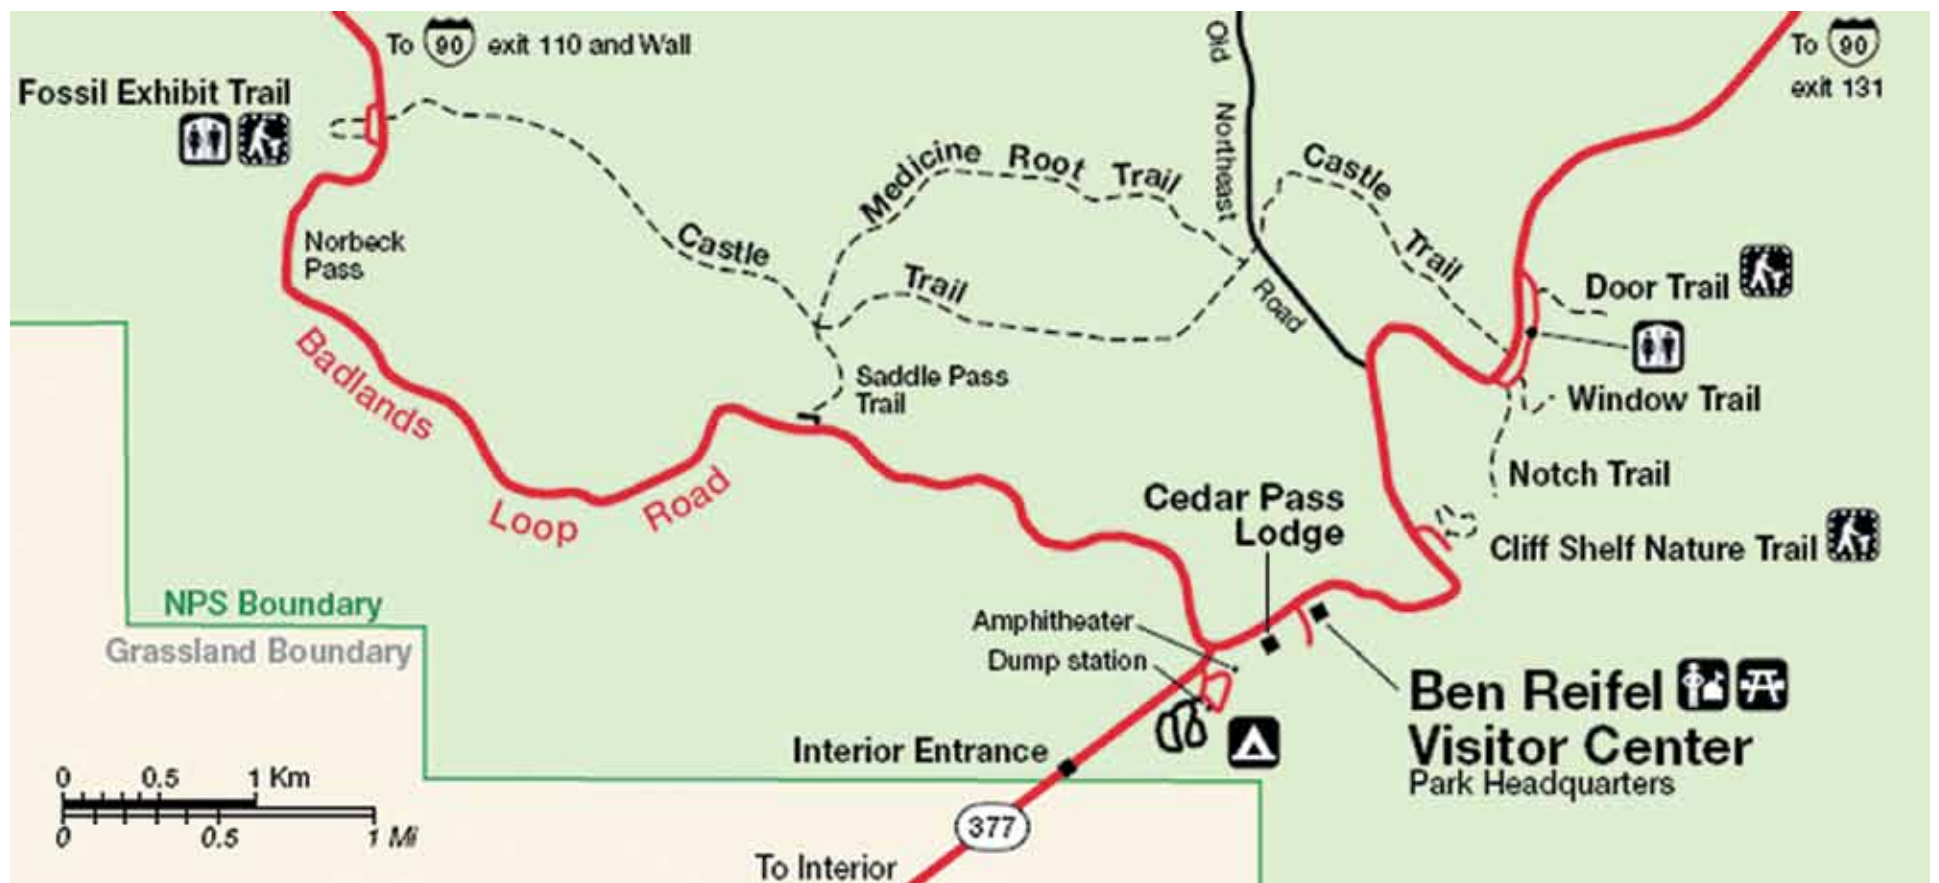 To 90 exit 110 and Wall
Old Northeast Road
To 90
exit 131
Fossil Exhibit Trail
Medicine Root Trail
Castle Trail
Norbeck
Pass
Castle Trail
Door Trail
Badlands Loop Road
Saddle Pass
Trail
Window Trail
Notch Trail
Cedar Pass
Lodge
Cliff Shelf Nature Trail
NPS Boundary
Grassland Boundary
Amphitheater
Dump station
Ben Reifel
Visitor Center
Park Headquarters
Interior Entrance
0 0.5 1 Km
0 0.5 1 Mi
377
To Interior